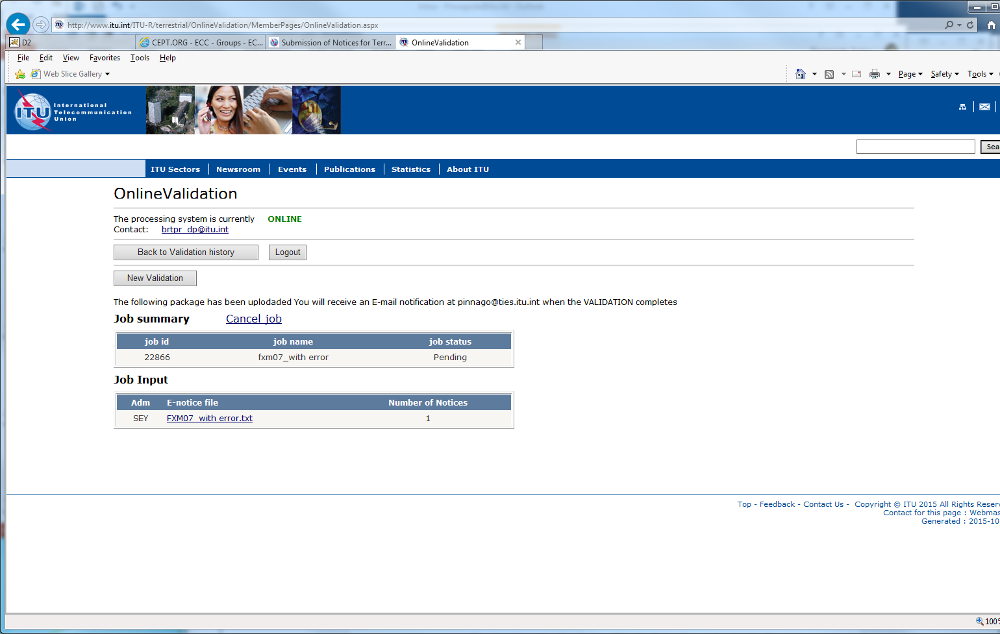 http://www.itu.int/ITU-R/terrestrial/OnlineValidation/MemberPages/OnlineValidation.aspx
D2 CEPT.ORG - ECC - Groups - EC... Submission of Notices for Terr... OnlineValidation
File Edit View Favorites Tools Help
Web Slice Gallery Page Safety Tools
ITU International
Telecommunication
Union
Sea
ITU Sectors Newsroom Events Publications Statistics About ITU
OnlineValidation
The processing system is currently ONLINE
Contact: brtpr_dp@itu.int
Back to Validation history Logout
New Validation
The following package has been uplodaded You will receive an E-mail notification at pinnago@ties.itu.int when the VALIDATION completes
Job summary Cancel job
job id job name job status
22866 fxm07_with error Pending
Job Input
Adm E-notice file Number of Notices
SEY FXM07_with error.txt 1
Top - Feedback - Contact Us - Copyright © ITU 2015 All Rights Reser
Contact for this page : Webmas
Generated : 2015-10
100%